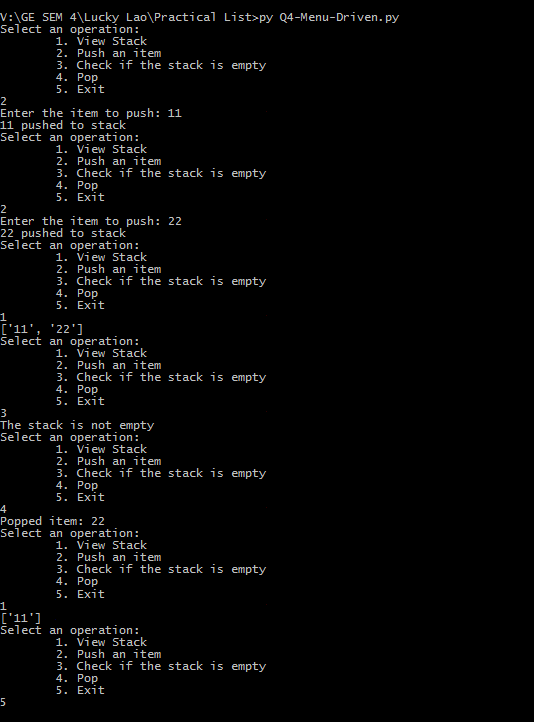 V:\GE SEM 4\Lucky Lao\Practical List>py Q4-Menu-Driven.py
Select an operation:
        1. View Stack
        2. Push an item
        3. Check if the stack is empty
        4. Pop
        5. Exit
2
Enter the item to push: 11
11 pushed to stack
Select an operation:
        1. View Stack
        2. Push an item
        3. Check if the stack is empty
        4. Pop
        5. Exit
2
Enter the item to push: 22
22 pushed to stack
Select an operation:
        1. View Stack
        2. Push an item
        3. Check if the stack is empty
        4. Pop
        5. Exit
1
['11', '22']
Select an operation:
        1. View Stack
        2. Push an item
        3. Check if the stack is empty
        4. Pop
        5. Exit
3
The stack is not empty
Select an operation:
        1. View Stack
        2. Push an item
        3. Check if the stack is empty
        4. Pop
        5. Exit
4
Popped item: 22
Select an operation:
        1. View Stack
        2. Push an item
        3. Check if the stack is empty
        4. Pop
        5. Exit
1
['11']
Select an operation:
        1. View Stack
        2. Push an item
        3. Check if the stack is empty
        4. Pop
        5. Exit
5